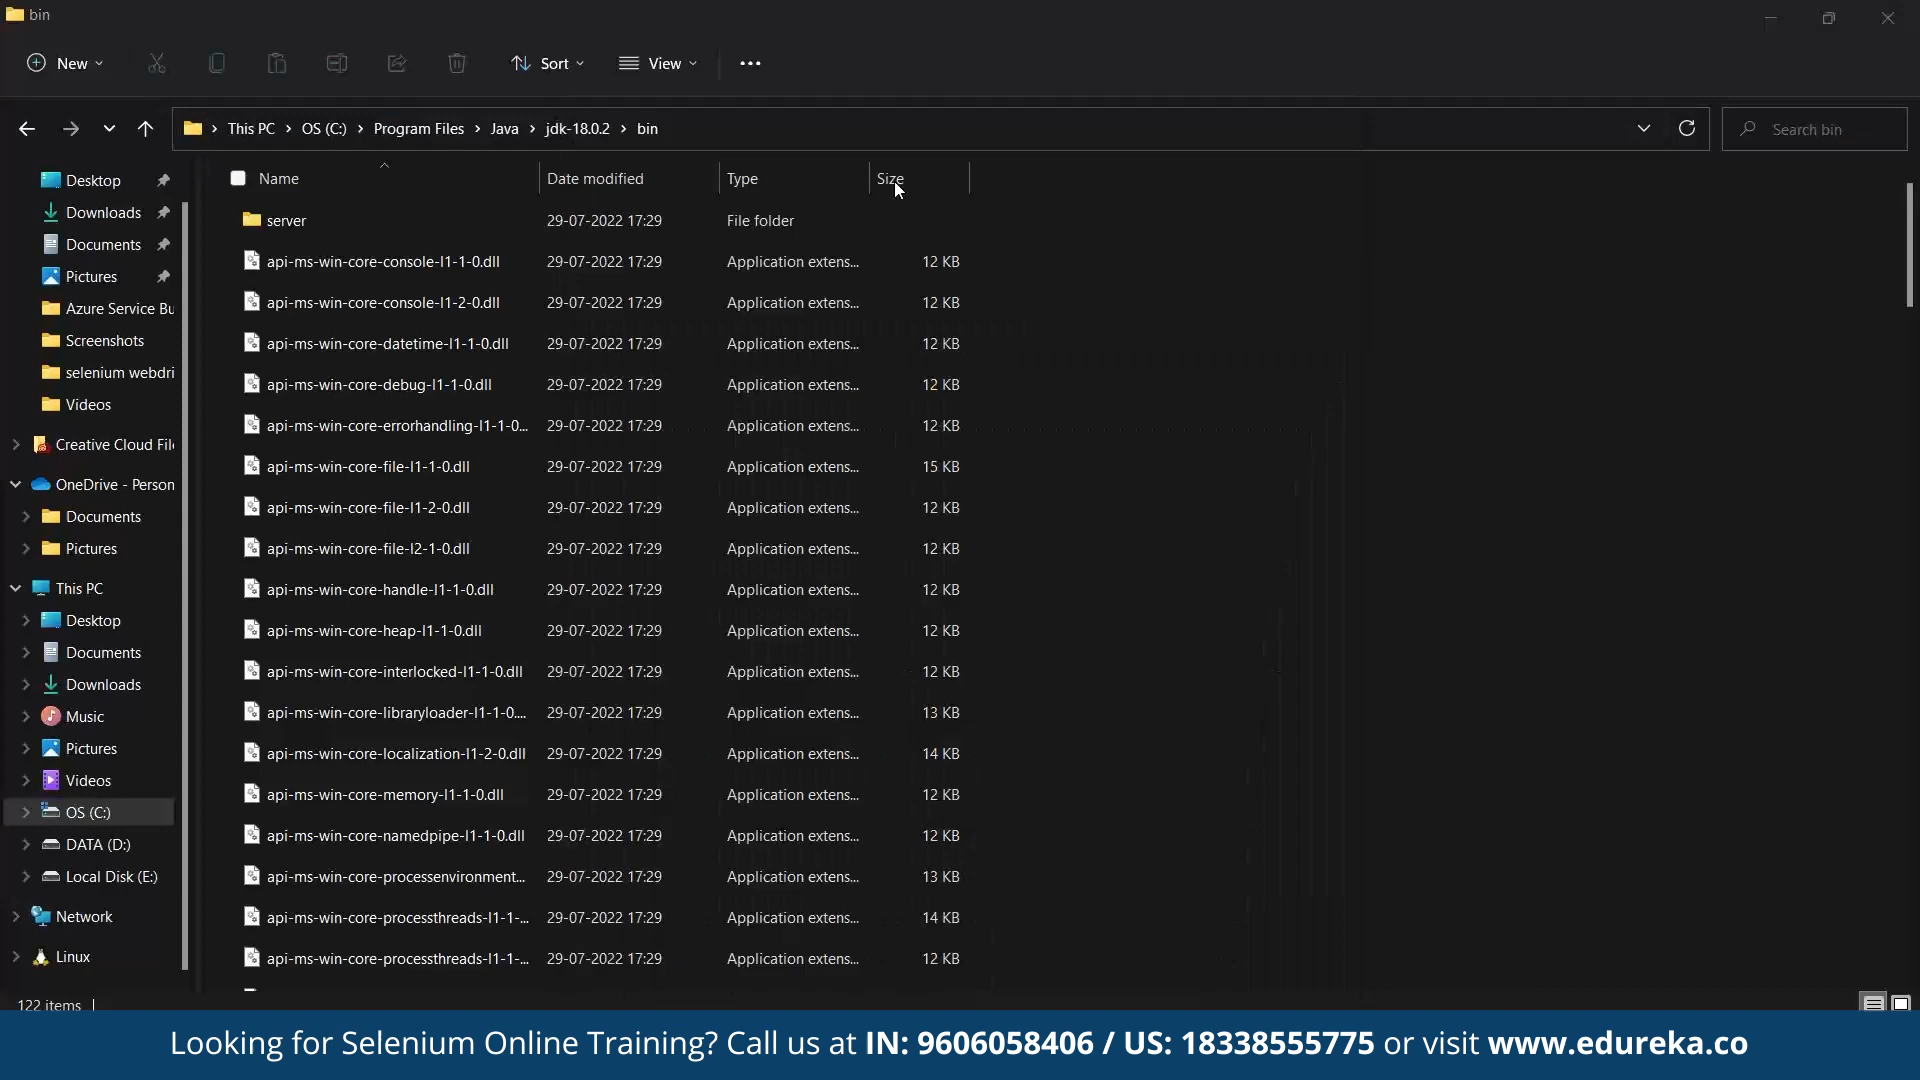 bin
New
Sort
View
This PC > OS (C:) > Program Files > Java > jdk-18.0.2 > bin
Search bin
Desktop
Downloads
Documents
Pictures
Azure Service Bu
Screenshots
selenium webdri
Videos
Creative Cloud File
OneDrive - Person
Documents
Pictures
This PC
Desktop
Documents
Downloads
Music
Pictures
Videos
OS (C:)
DATA (D:)
Local Disk (E:)
Network
Linux
Name Date modified Type Size
server 29-07-2022 17:29 File folder
api-ms-win-core-console-l1-1-0.dll 29-07-2022 17:29 Application extens... 12 KB
api-ms-win-core-console-l1-2-0.dll 29-07-2022 17:29 Application extens... 12 KB
api-ms-win-core-datetime-l1-1-0.dll 29-07-2022 17:29 Application extens... 12 KB
api-ms-win-core-debug-l1-1-0.dll 29-07-2022 17:29 Application extens... 12 KB
api-ms-win-core-errorhandling-l1-1-0... 29-07-2022 17:29 Application extens... 12 KB
api-ms-win-core-file-l1-1-0.dll 29-07-2022 17:29 Application extens... 15 KB
api-ms-win-core-file-l1-2-0.dll 29-07-2022 17:29 Application extens... 12 KB
api-ms-win-core-file-l2-1-0.dll 29-07-2022 17:29 Application extens... 12 KB
api-ms-win-core-handle-l1-1-0.dll 29-07-2022 17:29 Application extens... 12 KB
api-ms-win-core-heap-l1-1-0.dll 29-07-2022 17:29 Application extens... 12 KB
api-ms-win-core-interlocked-l1-1-0.dll 29-07-2022 17:29 Application extens... 12 KB
api-ms-win-core-libraryloader-l1-1-0.... 29-07-2022 17:29 Application extens... 13 KB
api-ms-win-core-localization-l1-2-0.dll 29-07-2022 17:29 Application extens... 14 KB
api-ms-win-core-memory-l1-1-0.dll 29-07-2022 17:29 Application extens... 12 KB
api-ms-win-core-namedpipe-l1-1-0.dll 29-07-2022 17:29 Application extens... 12 KB
api-ms-win-core-processenvironment... 29-07-2022 17:29 Application extens... 13 KB
api-ms-win-core-processthreads-l1-1-... 29-07-2022 17:29 Application extens... 14 KB
api-ms-win-core-processthreads-l1-1-... 29-07-2022 17:29 Application extens... 12 KB
122 items
Looking for Selenium Online Training? Call us at IN: 9606058406 / US: 18338555775 or visit www.edureka.co